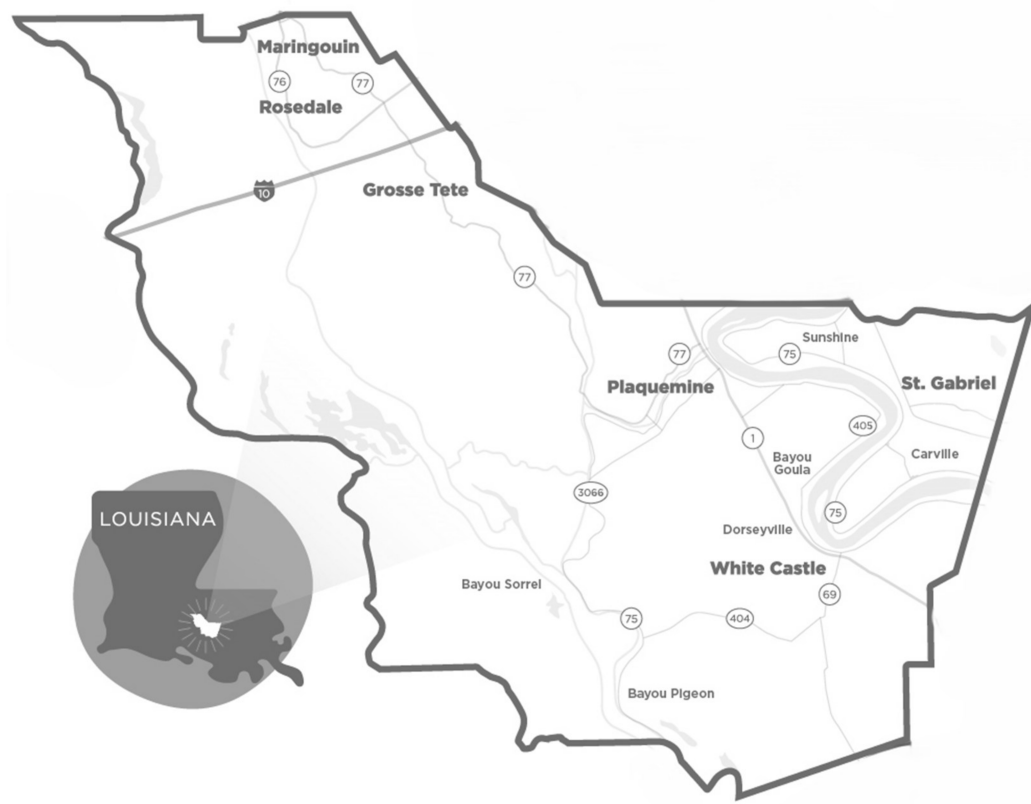 Maringouin
76
77
Rosedale
10
Grosse Tete
77
Sunshine
77
75
Plaquemine
St. Gabriel
405
1
Bayou
Goula
Carville
3066
75
LOUISIANA
Dorseyville
White Castle
Bayou Sorrel
69
75
404
Bayou Pigeon